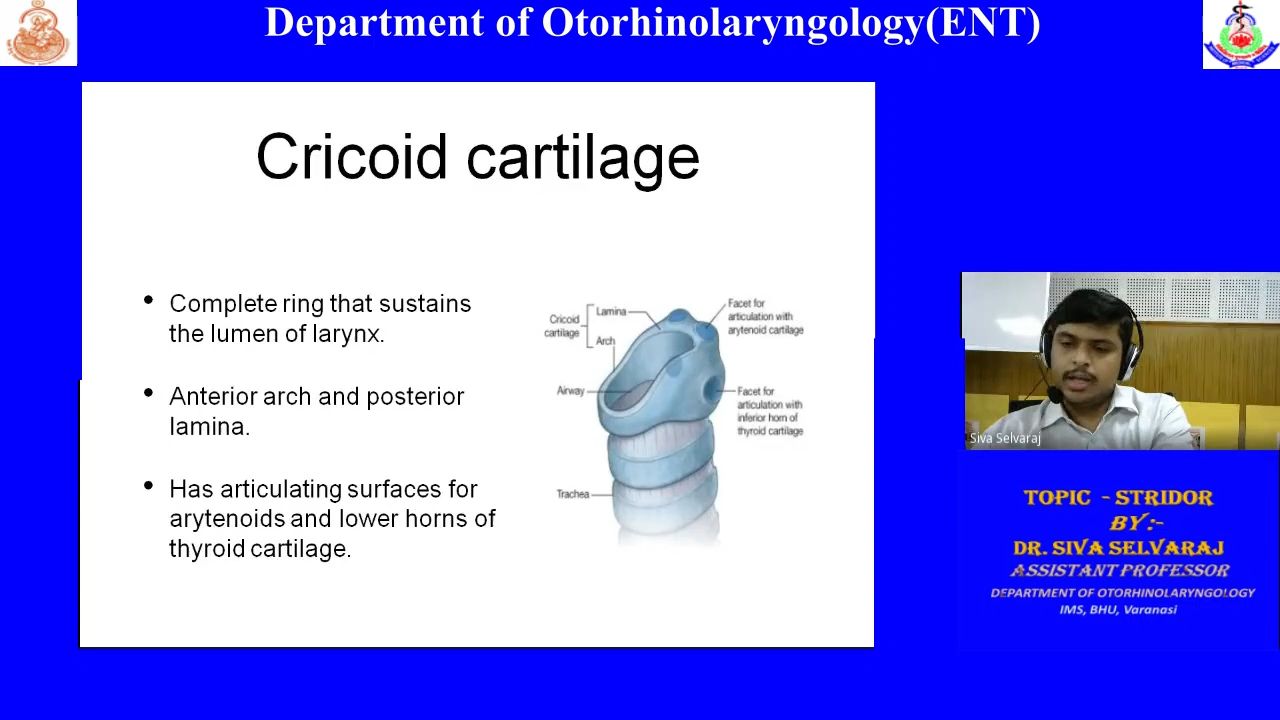 Department of Otorhinolaryngology(ENT)
Cricoid cartilage
• Complete ring that sustains
the lumen of larynx.
• Anterior arch and posterior
lamina.
• Has articulating surfaces for
arytenoids and lower horns of
thyroid cartilage.
Cricoid
cartilage
Lamina
Arch
Airway
Trachea
Facet for
articulation with
arytenoid cartilage
Facet for
articulation with
inferior horn of
thyroid cartilage
Siva Selvaraj
TOPIC - STRIDOR
BY:-
DR. SIVA SELVARAJ
ASSISTANT PROFESSOR
DEPARTMENT OF OTORHINOLARYNGOLOGY
IMS, BHU, Varanasi